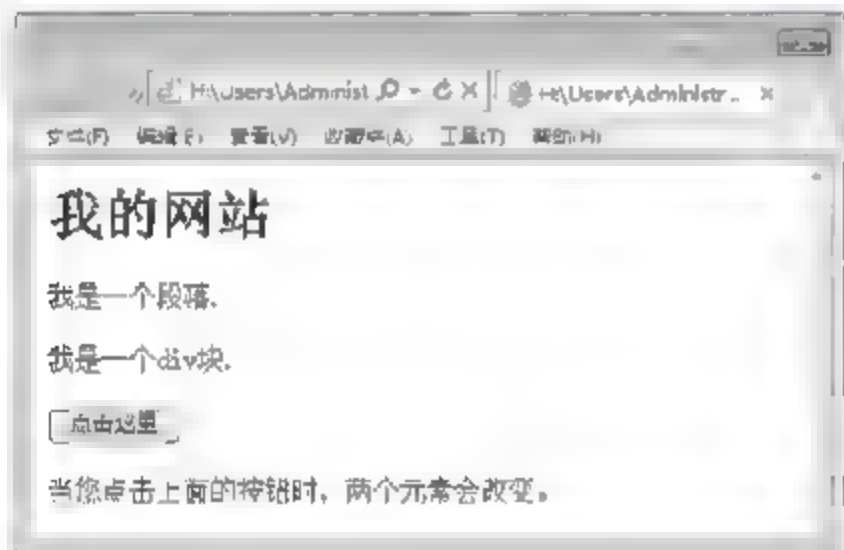 H:\Users\Administ
H:\Users\Administr...
文件(F) 编辑(E) 查看(V) 收藏夹(A) 工具(T) 帮助(H)
我的网站
我是一个段落.
我是一个div块.
点击这里
当您点击上面的按钮时，两个元素会改变。